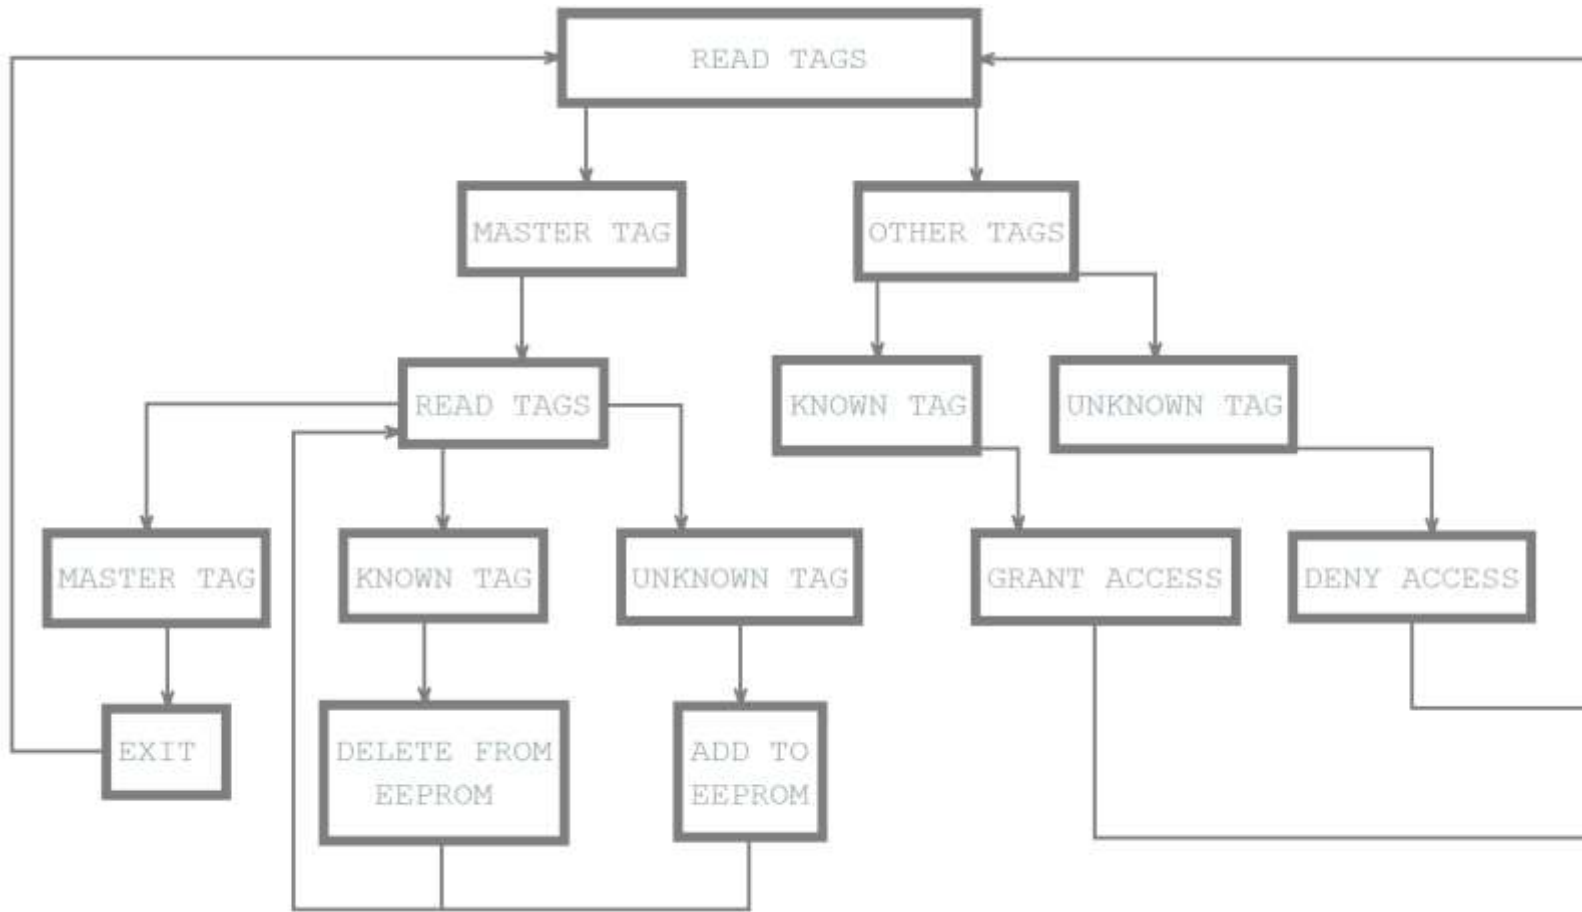 READ TAGS
MASTER TAG
OTHER TAGS
READ TAGS
KNOWN TAG
UNKNOWN TAG
MASTER TAG
KNOWN TAG
UNKNOWN TAG
GRANT ACCESS
DENY ACCESS
EXIT
DELETE FROM
EEPROM
ADD TO
EEPROM